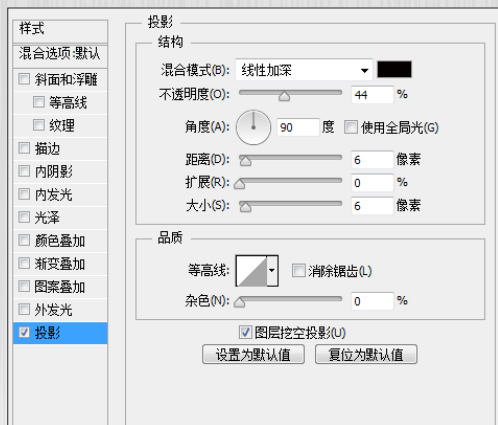 样式
混合选项:默认
斜面和浮雕
等高线
纹理
描边
内阴影
内发光
光泽
颜色叠加
渐变叠加
图案叠加
外发光
投影
投影
结构
混合模式(B): 线性加深
不透明度(O): 44 %
角度(A): 90 度 使用全局光(G)
距离(D): 6 像素
扩展(R): 0 %
大小(S): 6 像素
品质
等高线: 消除锯齿(L)
杂色(N): 0 %
图层挖空投影(U)
设置为默认值 复位为默认值